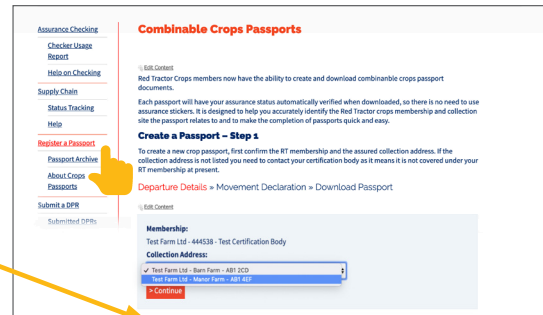 Assurance Checking
Checker Usage
Report
Help on Checking
Supply Chain
Status Tracking
Help
Register a Passport
Passport Archive
About Crops
Passports
Submit a DPR
Submitted DPRs
Combinable Crops Passports
Edit Content
Red Tractor Crops members now have the ability to create and download combinanble crops passport
documents.
Each passport will have your assurance status automatically verified when downloaded, so there is no need to use
assurance stickers. It is designed to help you accurately identify the Red Tractor crops membership and collection
site the passport relates to and to make the completion of passports quick and easy.
Create a Passport – Step 1
To create a new crop passport, first confirm the RT membership and the assured collection address. If the
collection address is not listed you need to contact your certification body as it means it is not covered under your
RT membership at present.
Departure Details » Movement Declaration » Download Passport
Edit Content
Membership:
Test Farm Ltd - 444538 - Test Certification Body
Collection Address:
✓ Test Farm Ltd - Barn Farm - AB1 2CD
Test Farm Ltd - Manor Farm - AB1 4EF
> Continue